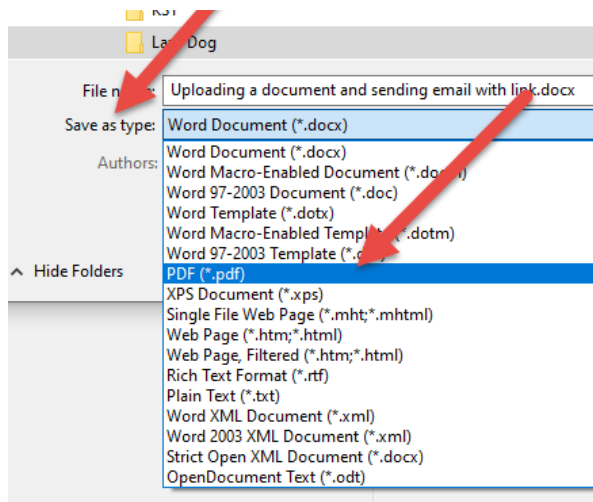 Dog
Uploading a document and sending email with link.docx
Save as type: Word Document (*.docx)
Authors:
Word Document (*.docx)
Word Macro-Enabled Document
Word 97-2003 Document (*.doc)
Word Template (*.dotx)
Word Macro-Enabled (*.dotm)
Word 97-2003 Template
Hide Folders
PDF (*.pdf)
XPS Document (*.xps)
Single File Web Page (*.mht;*.mhtml)
Web Page (*.htm;*.html)
Web Page, Filtered (*.htm;*.html)
Rich Text Format (*.rtf)
Plain Text (*.txt)
Word XML Document (*.xml)
Word 2003 XML Document (*.xml)
Strict Open XML Document (*.docx)
OpenDocument Text (*.odt)